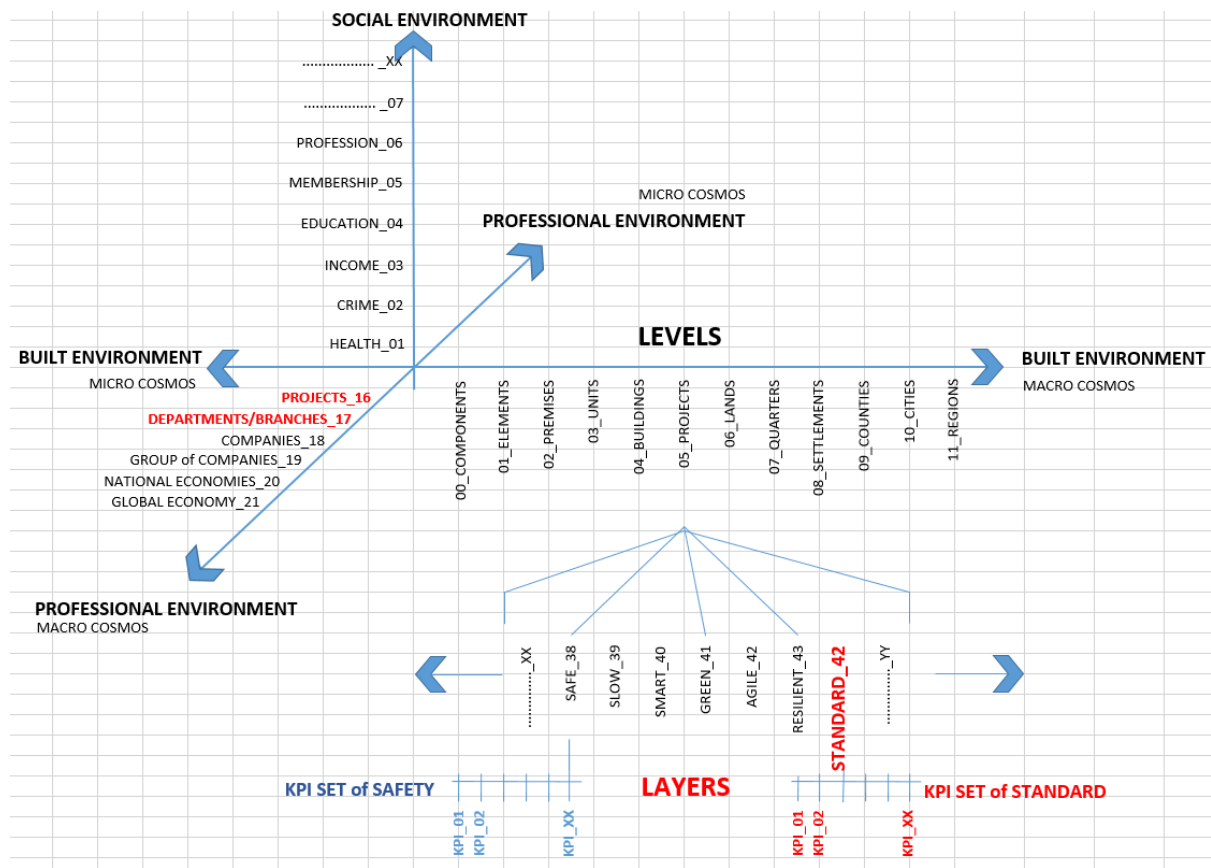 SOCIAL ENVIRONMENT
.................. _XX
.................. _07
PROFESSION_06
MEMBERSHIP_05
EDUCATION_04
INCOME_03
CRIME_02
HEALTH_01
MICRO COSMOS
PROFESSIONAL ENVIRONMENT
LEVELS
BUILT ENVIRONMENT
MICRO COSMOS
BUILT ENVIRONMENT
MACRO COSMOS
PROJECTS_16
DEPARTMENTS/BRANCHES_17
COMPANIES_18
GROUP of COMPANIES_19
NATIONAL ECONOMIES_20
GLOBAL ECONOMY_21
00_COMPONENTS
01_ELEMENTS
02_PREMISES
03_UNITS
04_BUILDINGS
05_PROJECTS
06_LANDS
07_QUARTERS
08_SETTLEMENTS
09_COUNTIES
10_CITIES
11_REGIONS
PROFESSIONAL ENVIRONMENT
MACRO COSMOS
.................._XX
SAFE_38
SLOW_39
SMART_40
GREEN_41
AGILE_42
RESILIENT_43
STANDARD_42
.................._YY
KPI SET of SAFETY
LAYERS
KPI SET of STANDARD
KPI_01
KPI_02
KPI_XX
KPI_01
KPI_02
KPI_XX